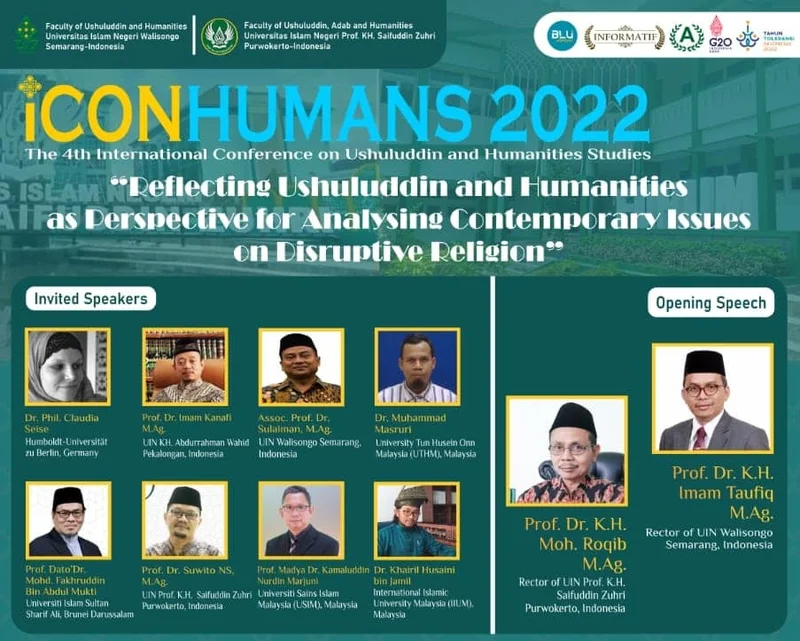 Faculty of Ushuluddin and Humanities
Universitas Islam Negeri Walisongo
Semarang-Indonesia
Faculty of Ushuluddin, Adab and Humanities
Universitas Islam Negeri Prof. KH. Saifuddin Zuhri
Purwokerto-Indonesia
BLU
INFORMATIF
A
G20
TAHUN
TOLERANSI
2022
iCONHUMANS 2022
The 4th International Conference on Ushuluddin and Humanities Studies
“Reflecting Ushuluddin and Humanities
as Perspective for Analysing Contemporary Issues
on Disruptive Religion”
Invited Speakers
Opening Speech
Dr. Phil. Claudia
Seise
Humboldt-Universität
zu Berlin, Germany
Prof. Dr. Imam Kanafi
M.Ag.
UIN KH. Abdurrahman Wahid
Pekalongan, Indonesia
Assoc. Prof. Dr.
Sulaiman, M.Ag.
UIN Walisongo Semarang,
Indonesia
Dr. Muhammad
Masruri
University Tun Husein Onn
Malaysia (UTHM), Malaysia
Prof. Dato'Dr.
Mohd. Fakhruddin
Bin Abdul Mukti
Universiti Islam Sultan
Sharif Ali, Brunei Darussalam
Prof. Dr. Suwito NS,
M.Ag.
UIN Prof. K.H. Saifuddin Zuhri
Purwokerto, Indonesia
Prof. Madya Dr. Kamaluddin
Nurdin Marjuni
Universiti Sains Islam
Malaysia (USIM), Malaysia
Dr. Khairil Husaini
bin Jamil
International Islamic
University Malaysia (IIUM),
Malaysia
Prof. Dr. K.H.
Moh. Roqib
M.Ag.
Rector of UIN Prof. K.H.
Saifuddin Zuhri
Purwokerto, Indonesia
Prof. Dr. K.H.
Imam Taufiq
M.Ag.
Rector of UIN Walisongo
Semarang, Indonesia